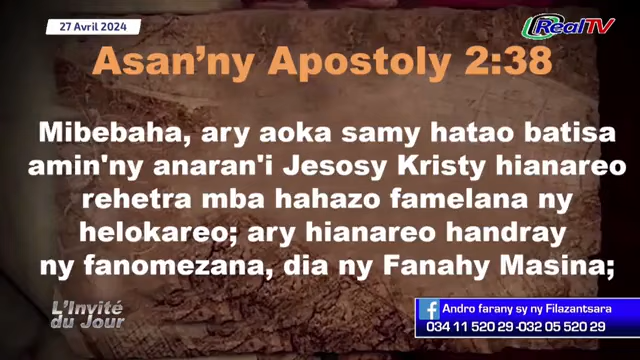 27 Avril 2024
RealTV
Asan'ny Apostoly 2:38
Mibebaha, ary aoka samy hatao batisa
amin'ny anaran'i Jesosy Kristy hianareo
rehetra mba hahazo famelana ny
helokareo; ary hianareo handray
ny fanomezana, dia ny Fanahy Masina;
L'Invité
du Jour
Andro farany sy ny Filazantsara
034 11 520 29 -032 05 520 29